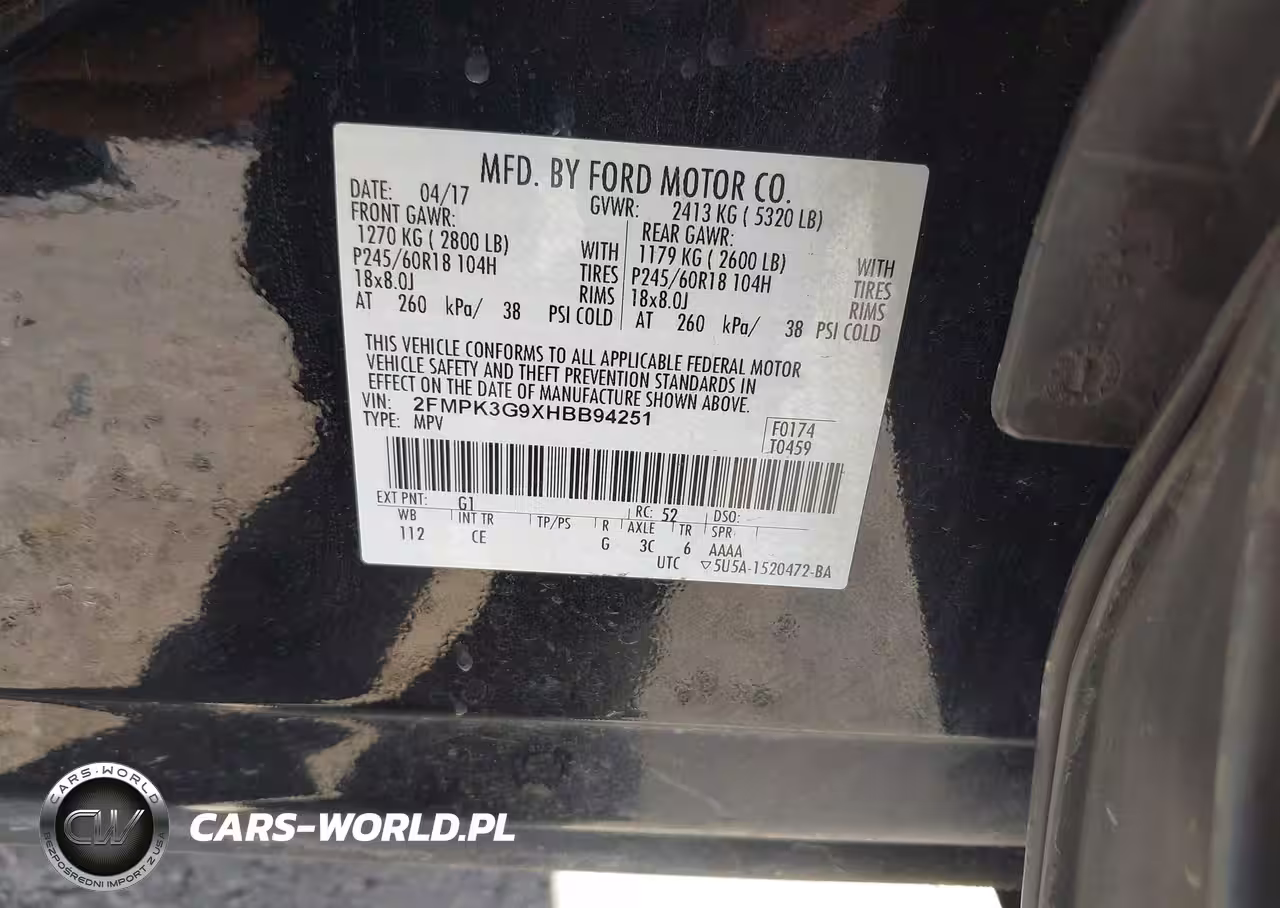 MFD. BY FORD MOTOR CO.
DATE: 04/17 GVWR: 2413 KG ( 5320 LB)
FRONT GAWR: REAR GAWR:
1270 KG ( 2800 LB) WITH 1179 KG ( 2600 LB) WITH
P245/60R18 104H TIRES P245/60R18 104H TIRES
18x8.0J RIMS 18x8.0J RIMS
AT 260 kPa/ 38 PSI COLD AT 260 kPa/ 38 PSI COLD
THIS VEHICLE CONFORMS TO ALL APPLICABLE FEDERAL MOTOR
VEHICLE SAFETY AND THEFT PREVENTION STANDARDS IN
EFFECT ON THE DATE OF MANUFACTURE SHOWN ABOVE.
VIN: 2FMPK3G9XHBB94251
TYPE: MPV
F0174
T0459
EXT PNT: G1 RC: 52 DSO:
WB INT TR TP/PS R AXLE TR SPR
112 CE G 3C 6 AAAA
UTC ▽5U5A-1520472-BA
CARS-WORLD
CW
BEZPOŚREDNI IMPORT Z USA
CARS-WORLD.PL